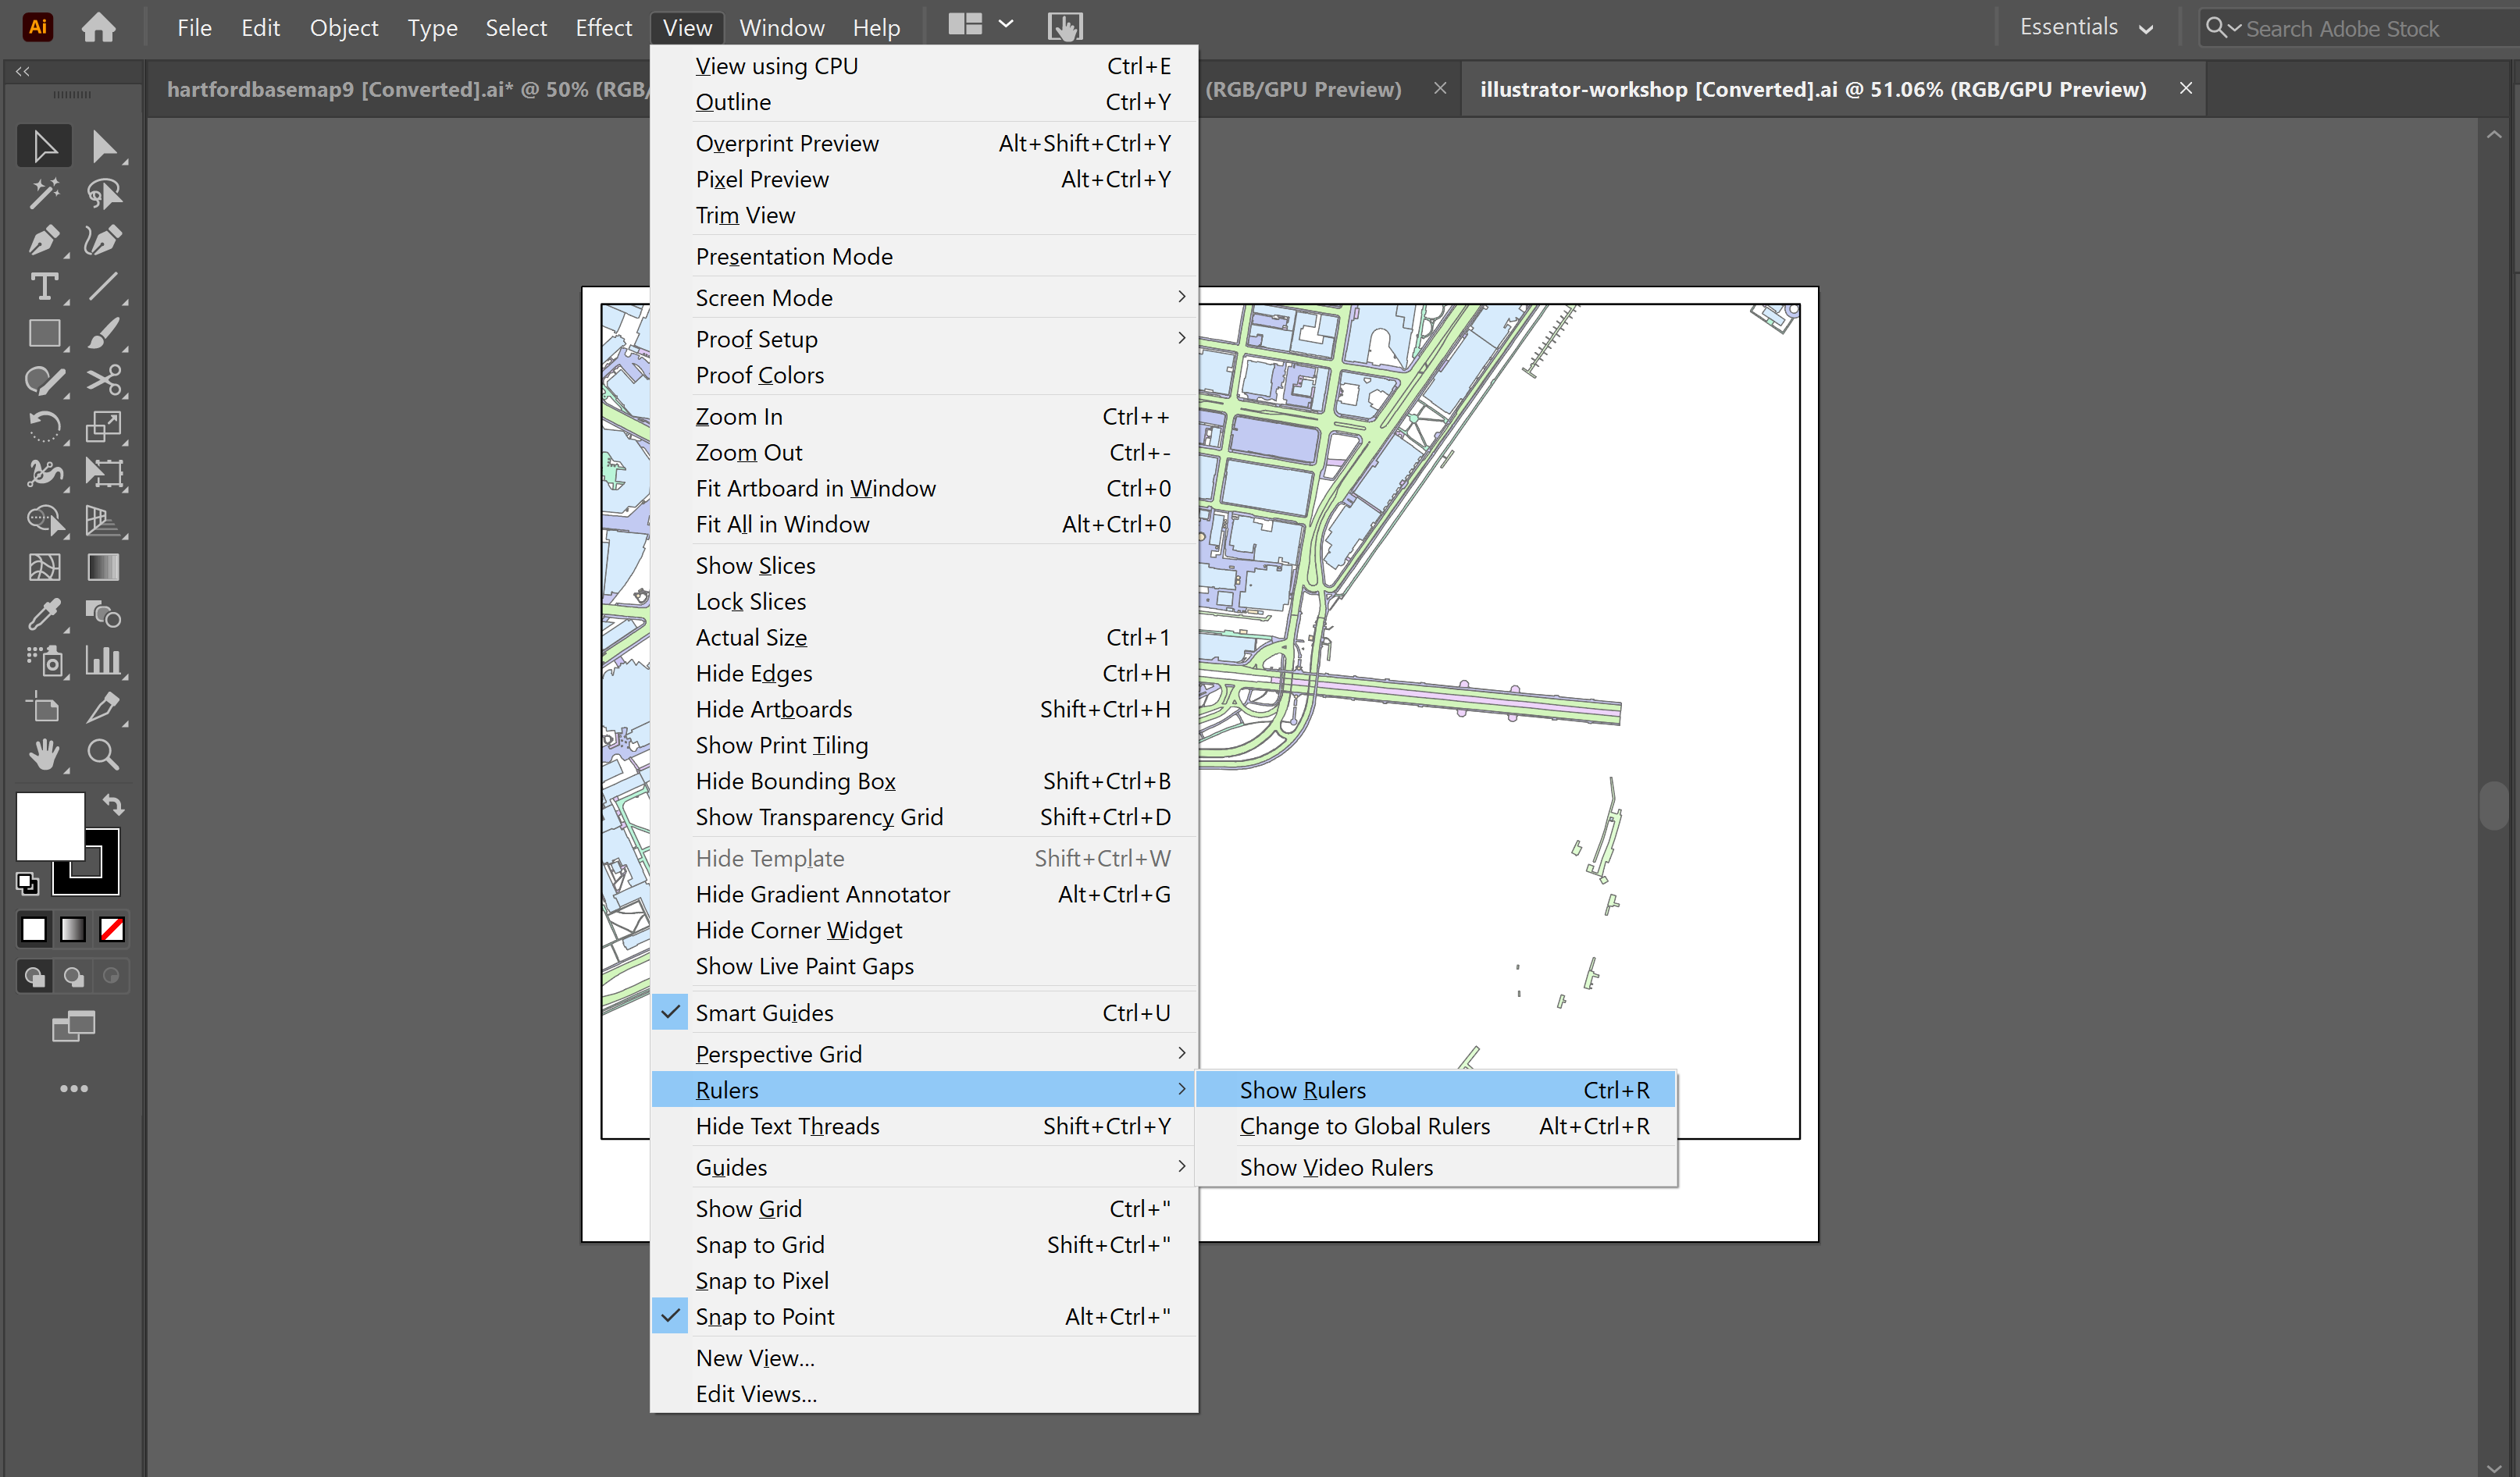 Ai File Edit Object Type Select Effect View Window Help Essentials Search Adobe Stock
hartfordbasemap9 [Converted].ai* @ 50% (RGB/ (RGB/GPU Preview) illustrator-workshop [Converted].ai @ 51.06% (RGB/GPU Preview)
View using CPU Ctrl+E
Outline Ctrl+Y
Overprint Preview Alt+Shift+Ctrl+Y
Pixel Preview Alt+Ctrl+Y
Trim View
Presentation Mode
Screen Mode
Proof Setup
Proof Colors
Zoom In Ctrl++
Zoom Out Ctrl+-
Fit Artboard in Window Ctrl+0
Fit All in Window Alt+Ctrl+0
Show Slices
Lock Slices
Actual Size Ctrl+1
Hide Edges Ctrl+H
Hide Artboards Shift+Ctrl+H
Show Print Tiling
Hide Bounding Box Shift+Ctrl+B
Show Transparency Grid Shift+Ctrl+D
Hide Template Shift+Ctrl+W
Hide Gradient Annotator Alt+Ctrl+G
Hide Corner Widget
Show Live Paint Gaps
Smart Guides Ctrl+U
Perspective Grid
Rulers
Hide Text Threads Shift+Ctrl+Y
Guides
Show Grid Ctrl+"
Snap to Grid Shift+Ctrl+"
Snap to Pixel
Snap to Point Alt+Ctrl+"
New View...
Edit Views...
Show Rulers Ctrl+R
Change to Global Rulers Alt+Ctrl+R
Show Video Rulers